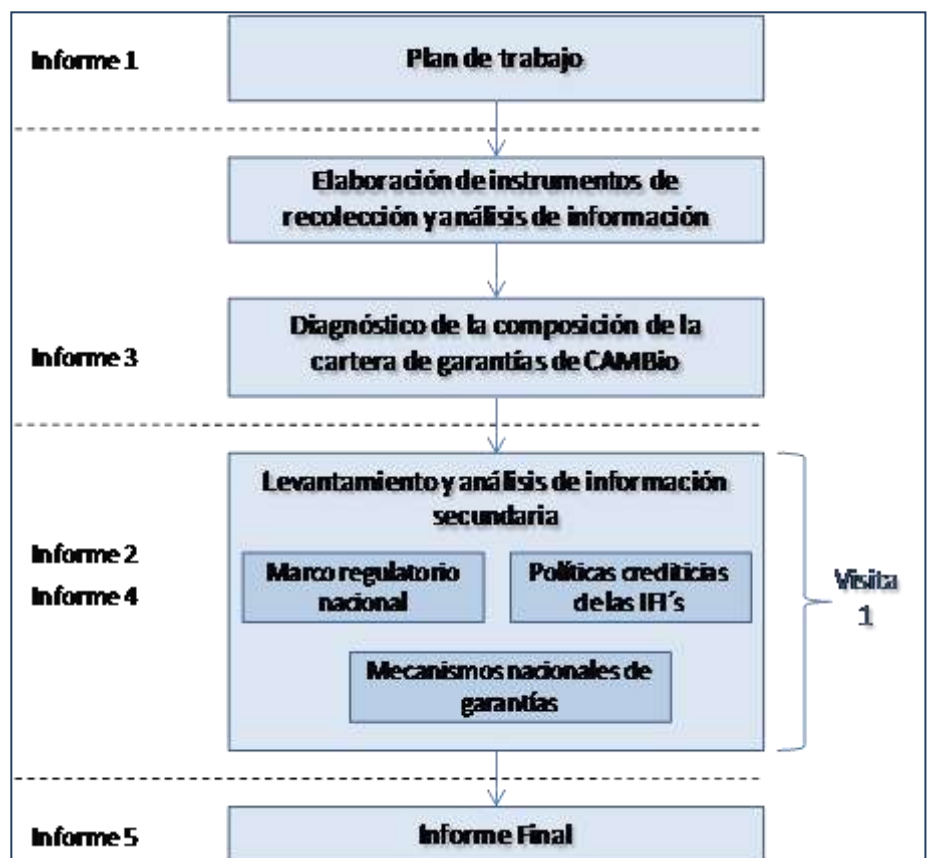 Informe 1
Plan de trabajo
Elaboración de instrumentos de
recolección y análisis de información
Informe 3
Diagnóstico de la composición de la
cartera de garantías de CAMBio
Levantamiento y análisis de información
secundaria
Informe 2
Informe 4
Marco regulatorio
nacional
Políticas crediticias
de las IFI´s
Mecanismos nacionales de
garantías
Visita
1
Informe 5
Informe Final